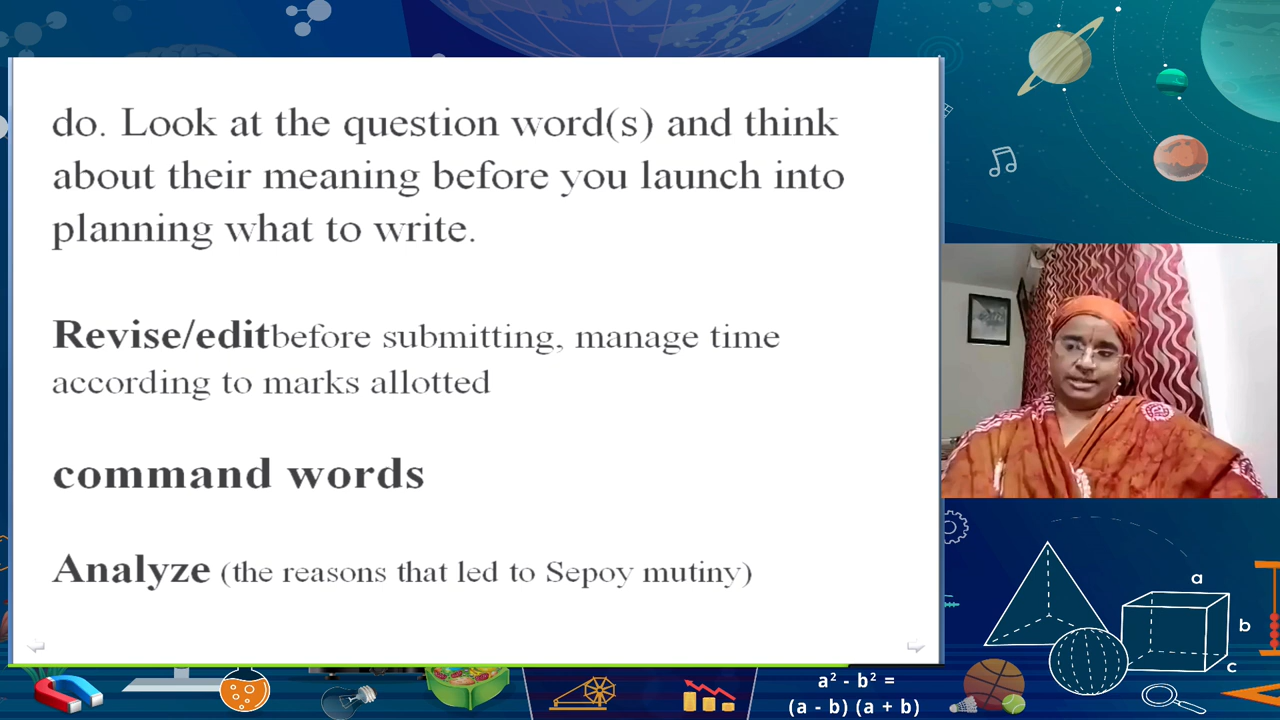 do. Look at the question word(s) and think
about their meaning before you launch into
planning what to write.
Revise/editbefore submitting, manage time
according to marks allotted
command words
Analyze (the reasons that led to Sepoy mutiny)
a
b
c
a² - b² =
(a - b) (a + b)